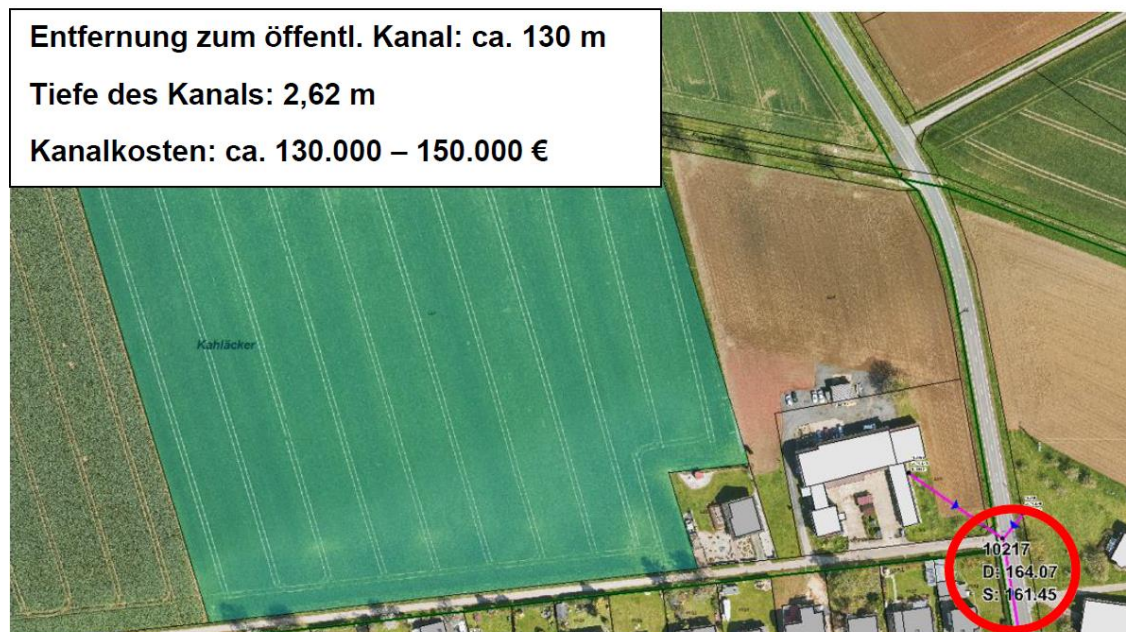 Entfernung zum öffentl. Kanal: ca. 130 m
Tiefe des Kanals: 2,62 m
Kanalkosten: ca. 130.000 – 150.000 €
Kahläcker
10217
D: 164.07
S: 161.45